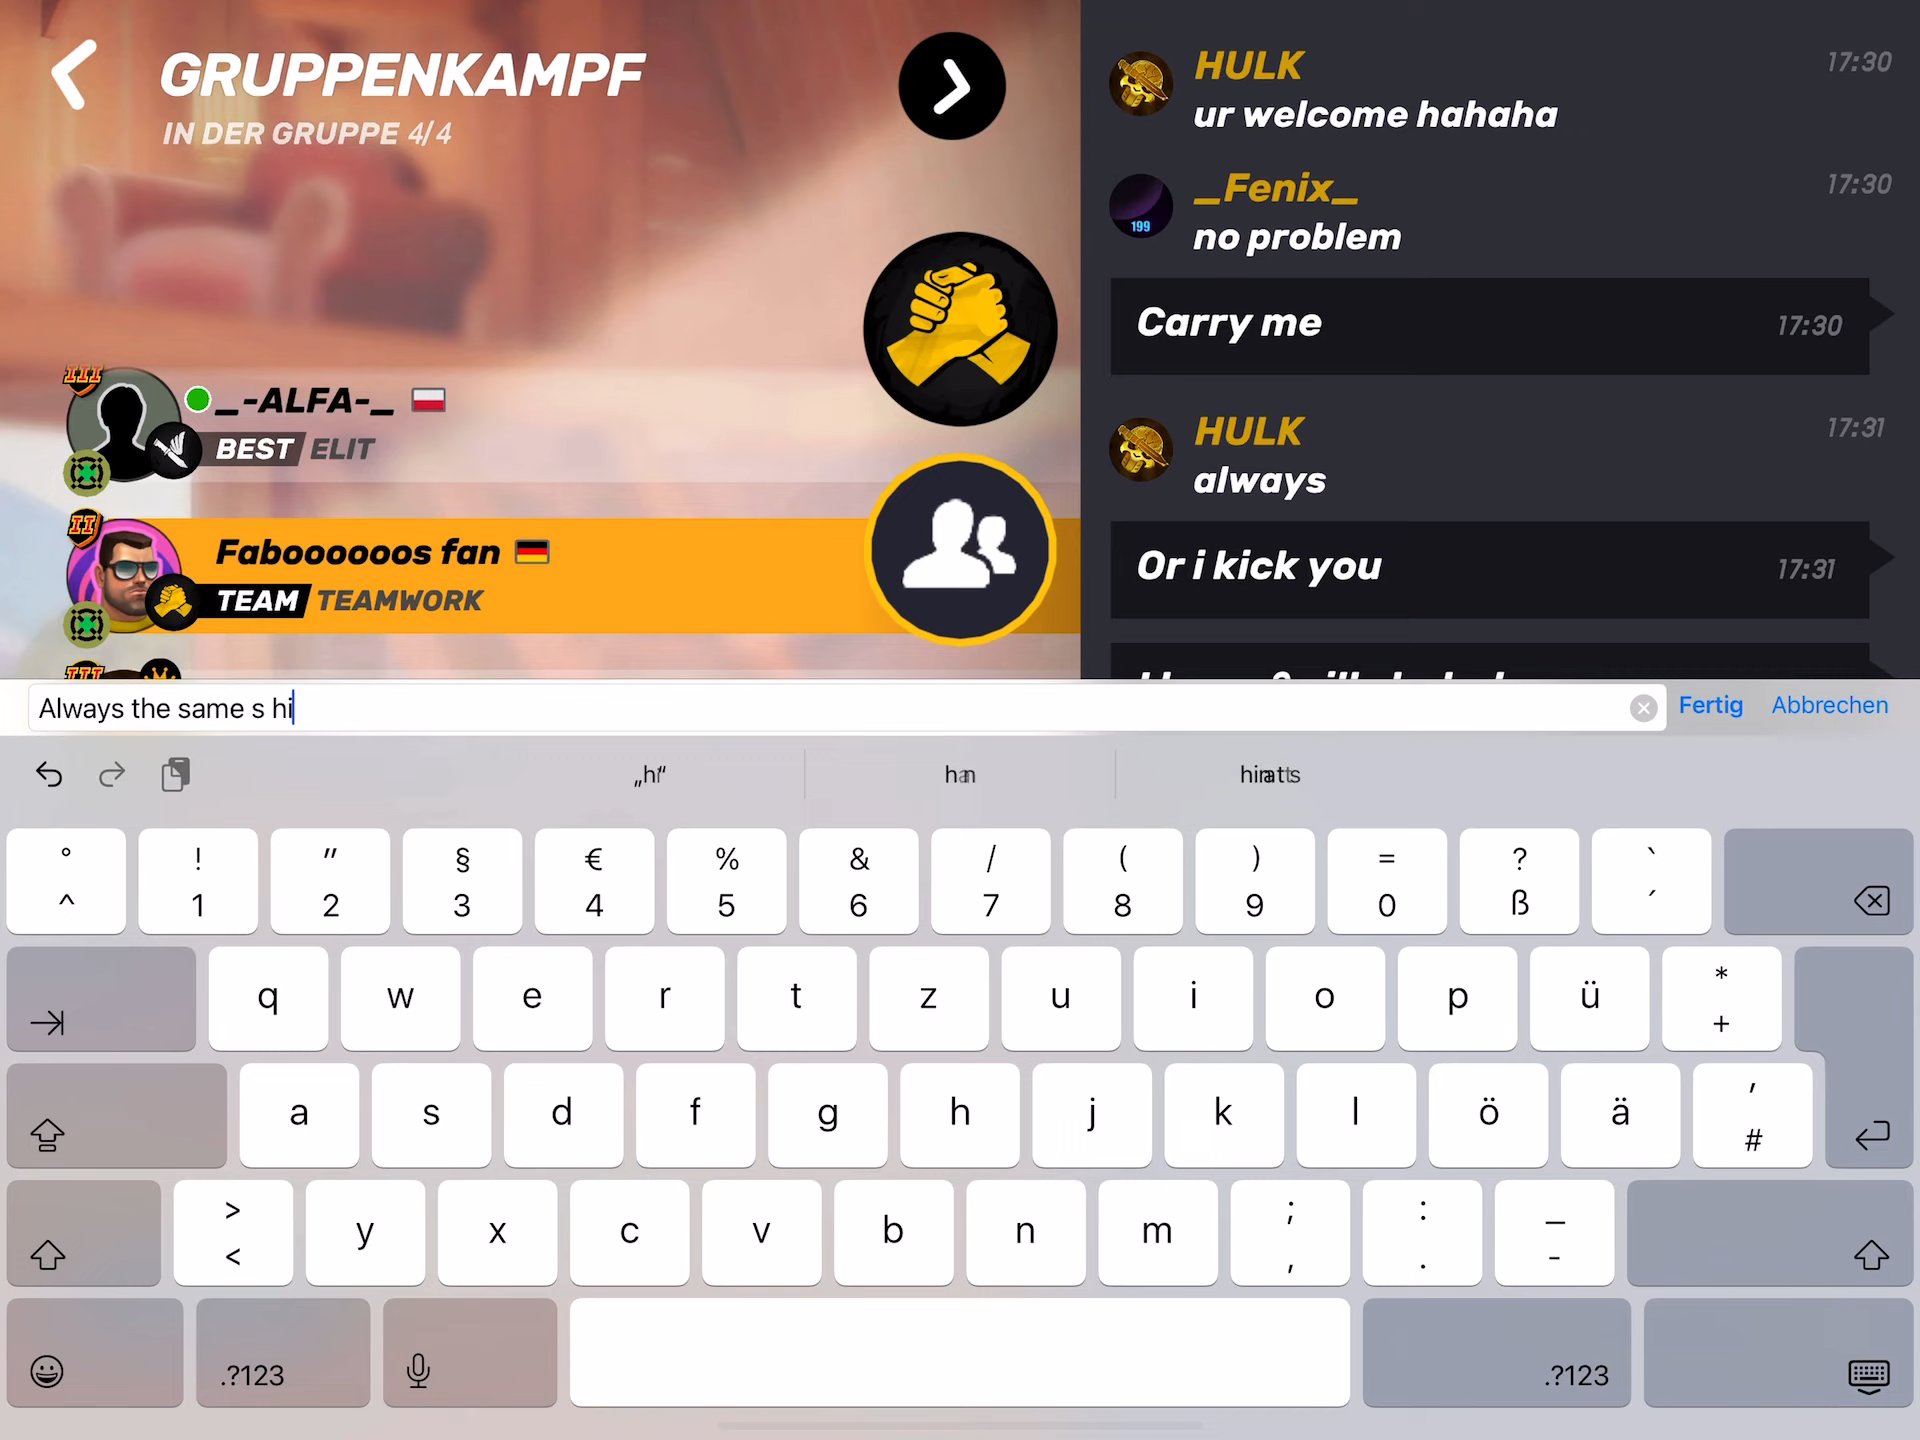 GRUPPENKAMPF
IN DER GRUPPE 4/4
_-ALFA-_
BEST ELIT
Faboooooos fan
TEAM TEAMWORK
HULK 17:30
ur welcome hahaha
_Fenix_ 17:30
199
no problem
Carry me 17:30
HULK 17:31
always
Or i kick you 17:31
Always the same s hi
Fertig Abbrechen
„hi“
° ! " § € % & / ( ) = ? `
^ 1 2 3 4 5 6 7 8 9 0 ß ´
q w e r t z u i o p ü * +
a s d f g h j k l ö ä ' #
> < y x c v b n m ; , : . _ -
.?123 .?123